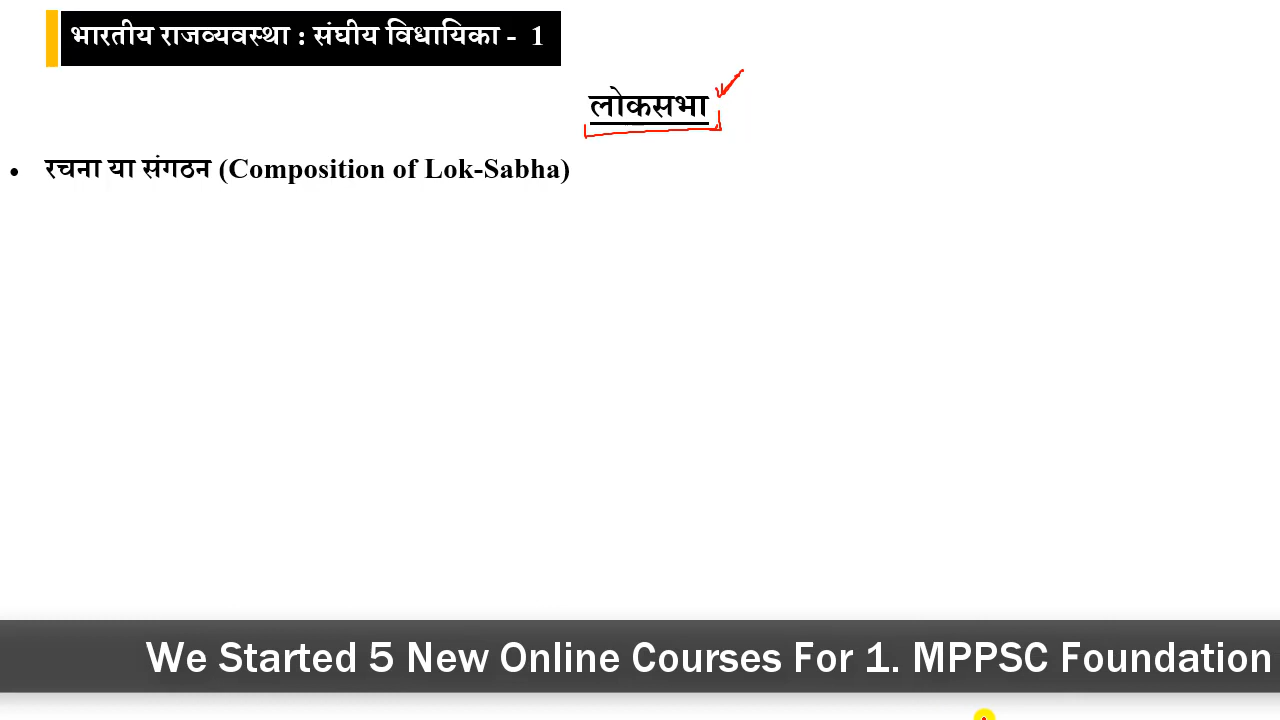 भारतीय राजव्यवस्था : संघीय विधायिका - 1
लोकसभा
• रचना या संगठन (Composition of Lok-Sabha)
We Started 5 New Online Courses For 1. MPPSC Foundation